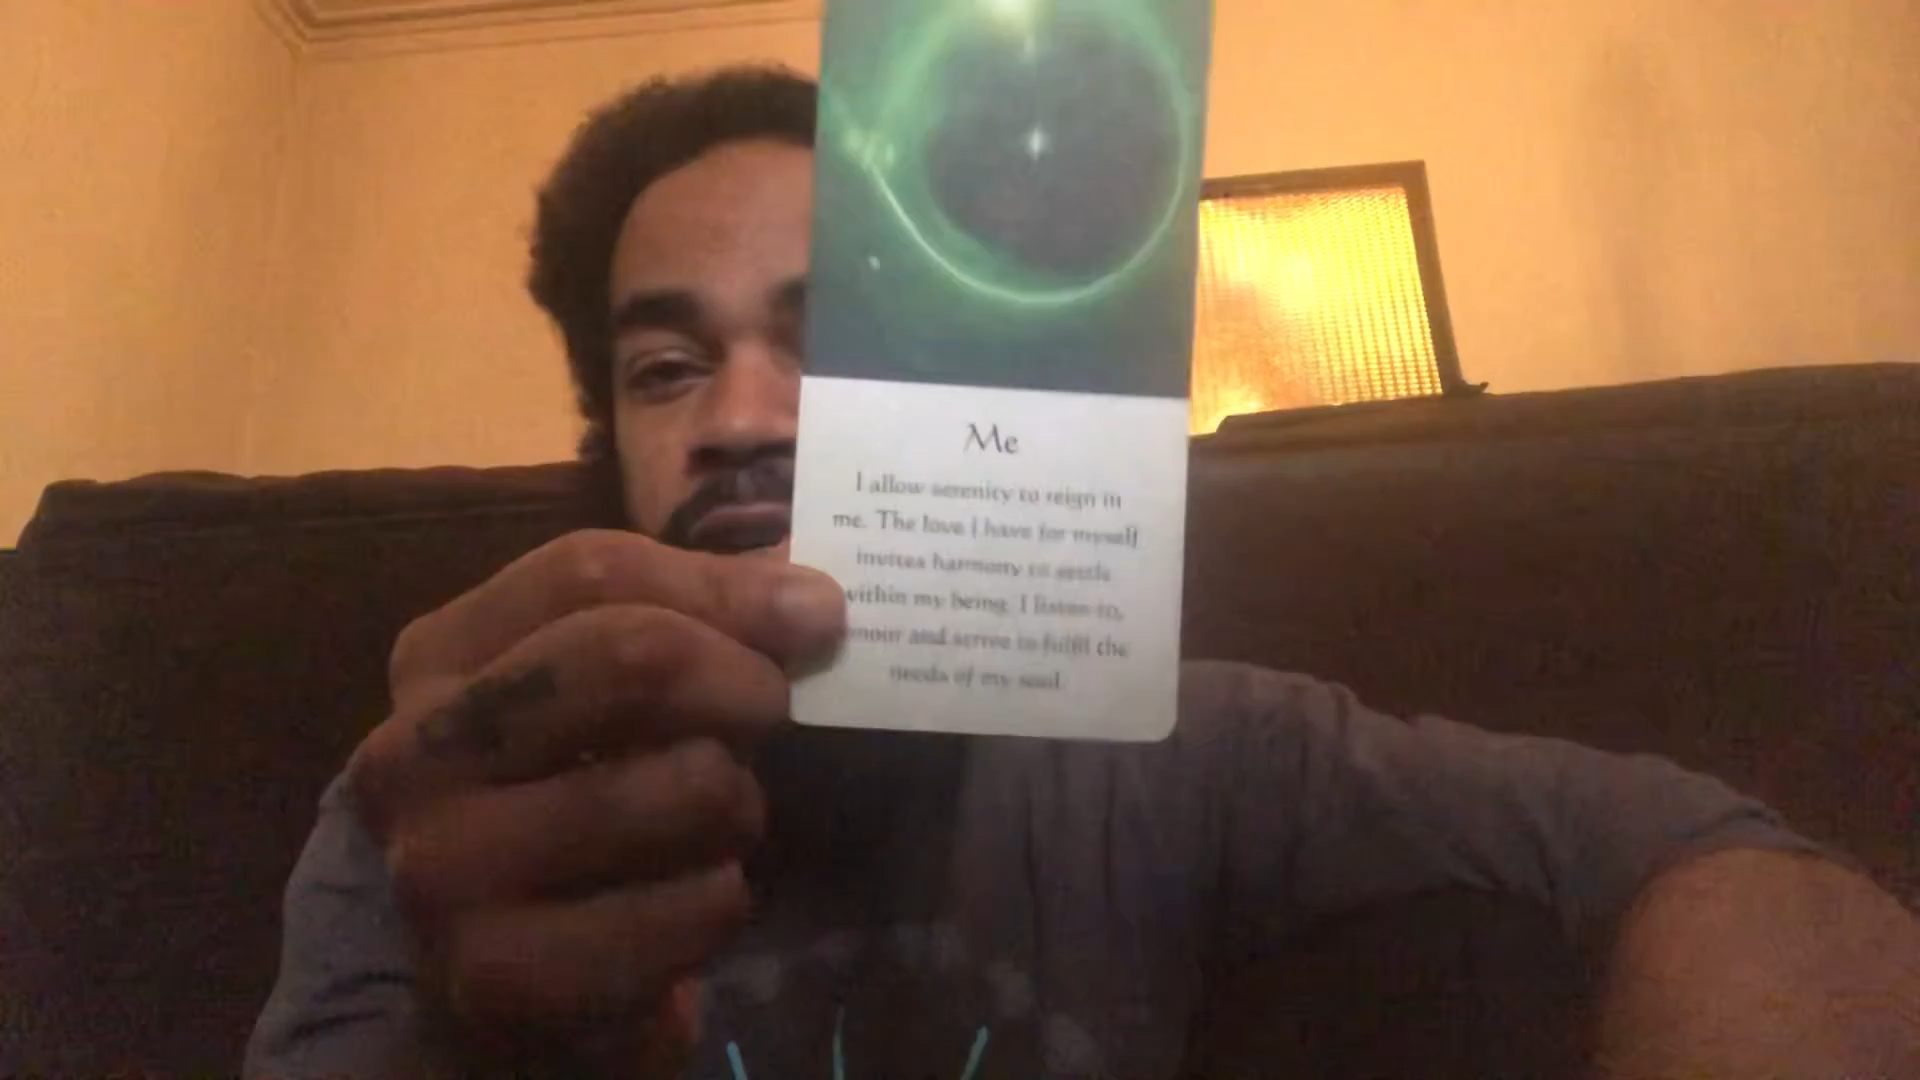 Me
I allow serenity to reign in
me. The love I have for myself
invites harmony to settle
within my being. I listen to,
honour and serve to fulfil the
needs of my soul.